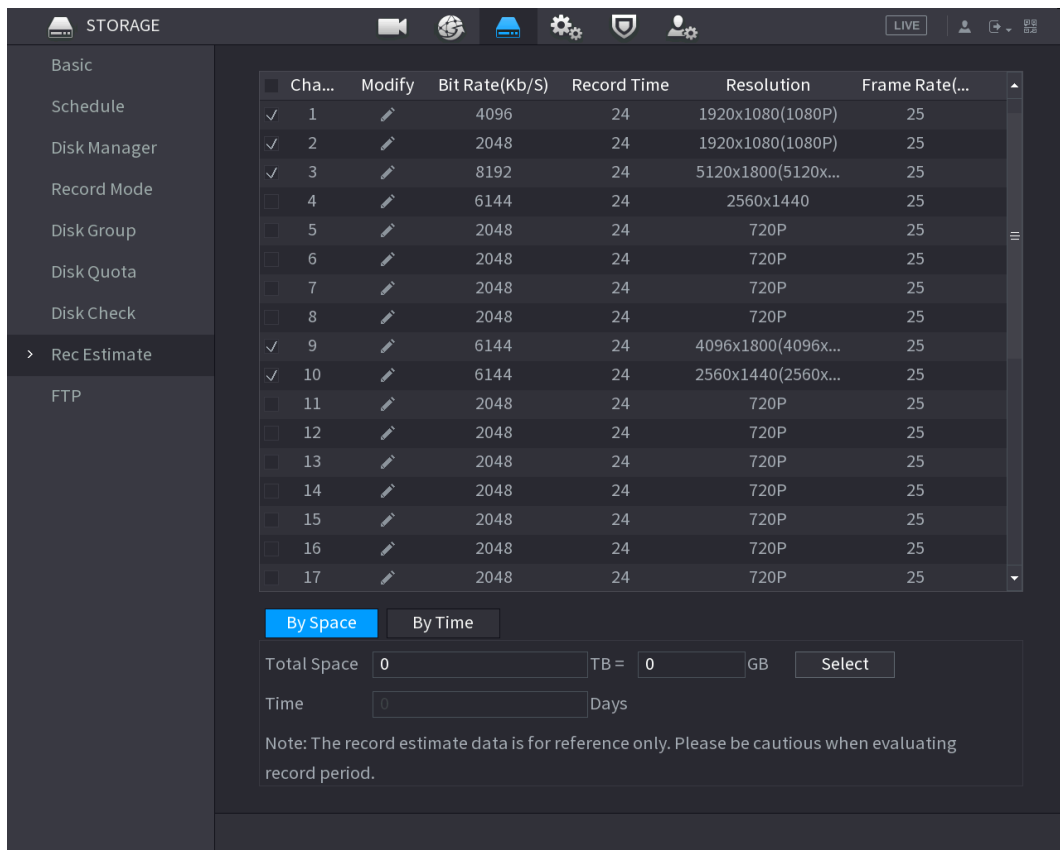 STORAGE LIVE
Basic
Schedule
Disk Manager
Record Mode
Disk Group
Disk Quota
Disk Check
Rec Estimate
FTP
Cha... Modify Bit Rate(Kb/S) Record Time Resolution Frame Rate(...
1 4096 24 1920x1080(1080P) 25
2 2048 24 1920x1080(1080P) 25
3 8192 24 5120x1800(5120x... 25
4 6144 24 2560x1440 25
5 2048 24 720P 25
6 2048 24 720P 25
7 2048 24 720P 25
8 2048 24 720P 25
9 6144 24 4096x1800(4096x... 25
10 6144 24 2560x1440(2560x... 25
11 2048 24 720P 25
12 2048 24 720P 25
13 2048 24 720P 25
14 2048 24 720P 25
15 2048 24 720P 25
16 2048 24 720P 25
17 2048 24 720P 25
By Space By Time
Total Space 0 TB = 0 GB Select
Time 0 Days
Note: The record estimate data is for reference only. Please be cautious when evaluating
record period.